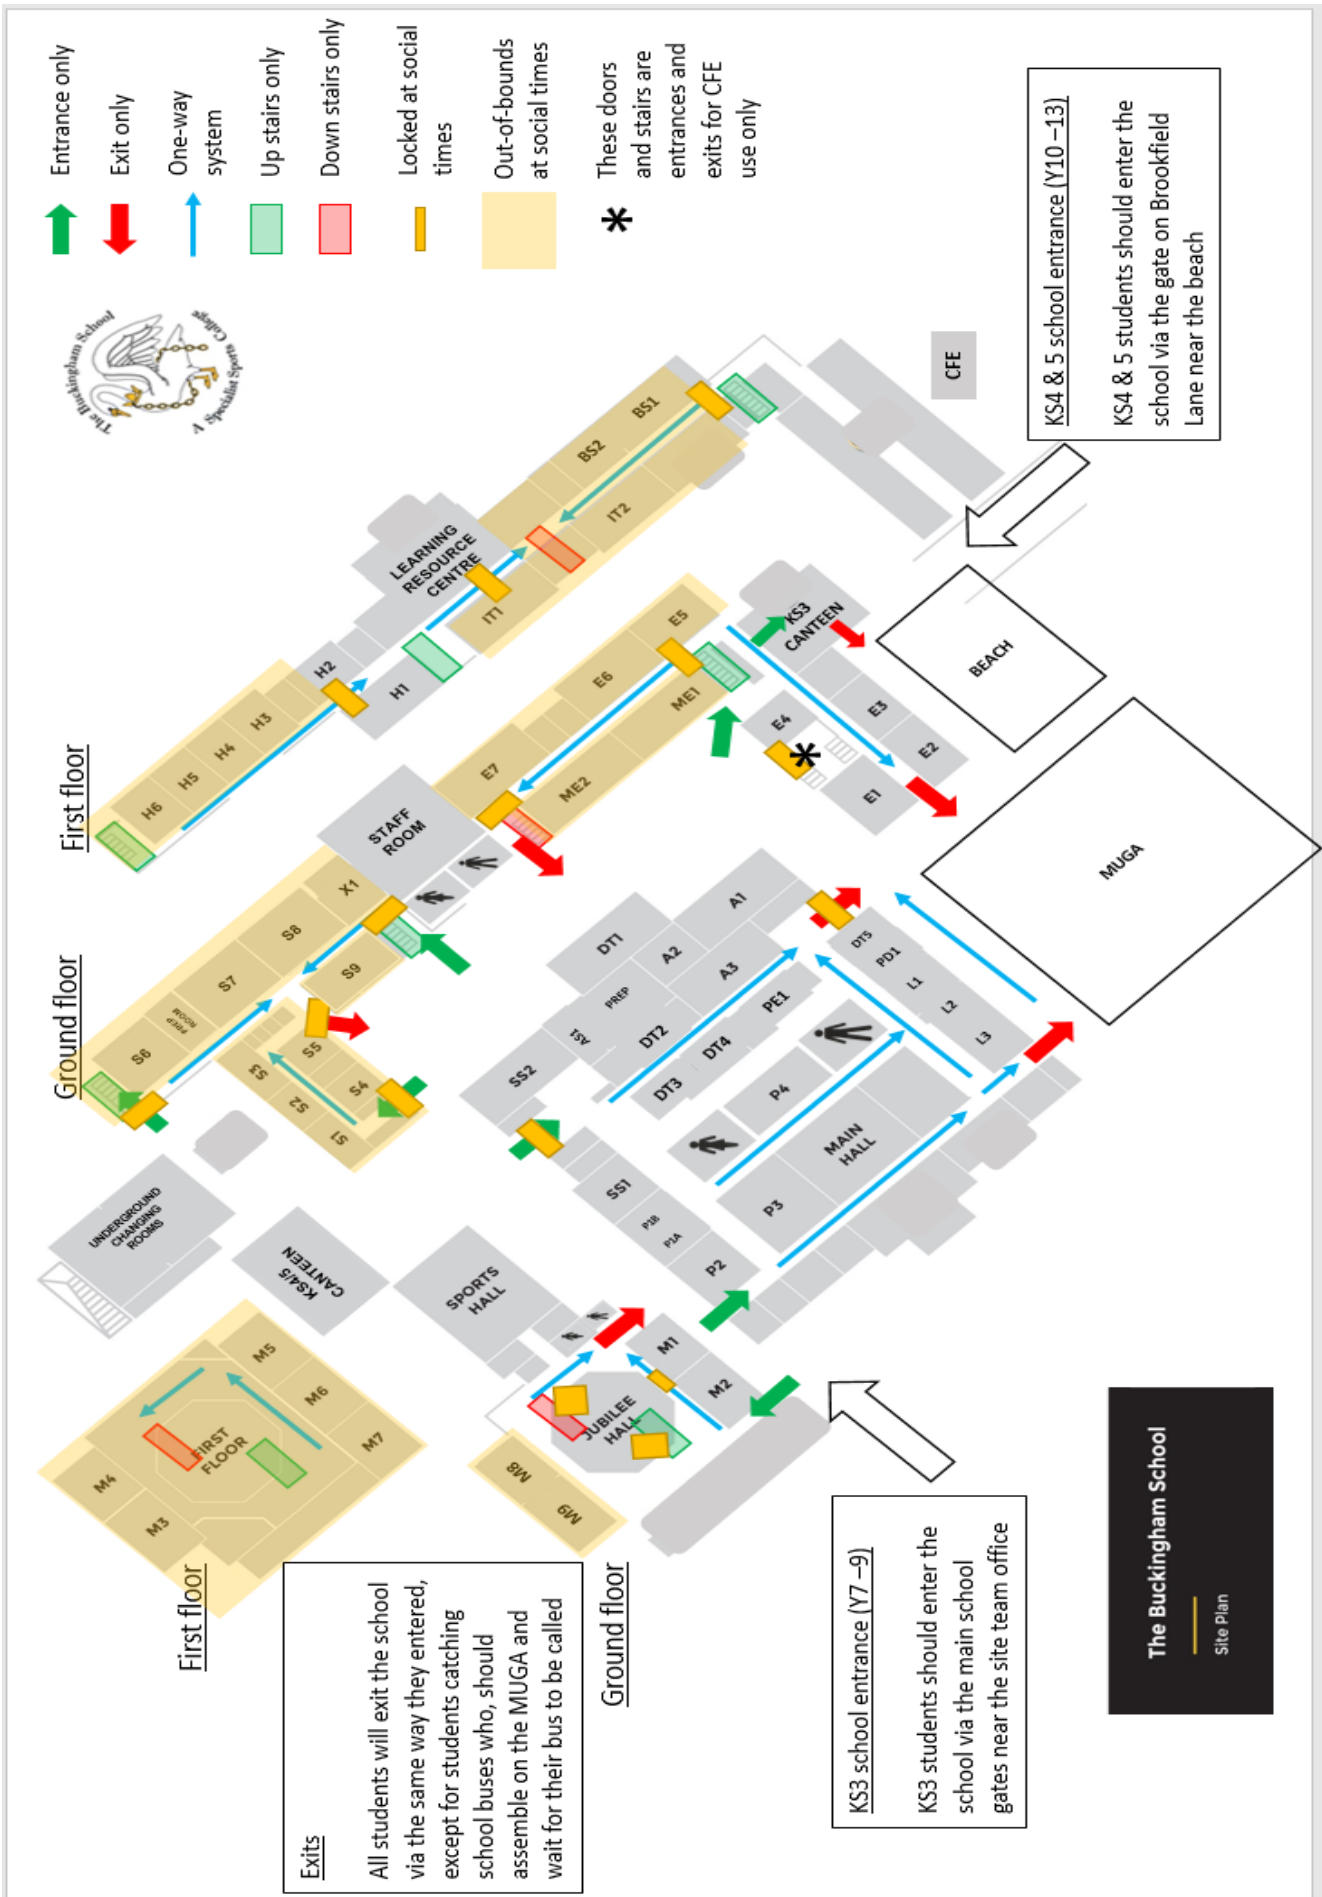 The Buckingham School
A Specialist Sports College
Entrance only
Exit only
One-way
system
Up stairs only
Down stairs only
Locked at social
times
Out-of-bounds
at social times
These doors
and stairs are
entrances and
exits for CFE
use only
*
First floor
H6
H5
H4
H3
H2
H1
LEARNING
RESOURCE
CENTRE
IT1
BS2
BS1
IT2
CFE
Ground floor
S6
PREP
ROOM
S7
S8
X1
STAFF
ROOM
S9
S5
S4
S3
S2
S1
E7
E6
E5
ME2
ME1
KS3
CANTEEN
E4
E3
E2
E1
*
BEACH
MUGA
KS4 & 5 school entrance (Y10 –13)
KS4 & 5 students should enter the
school via the gate on Brookfield
Lane near the beach
UNDERGROUND
CHANGING
ROOMS
KS4/5
CANTEEN
SPORTS
HALL
SS2
AS1
PREP
DT1
A2
A1
A3
DT2
DT3
DT4
PE1
DT5
PD1
L1
L2
L3
P4
MAIN
HALL
P3
SS1
P1B
P1A
P2
First floor
M5
M6
M7
FIRST
FLOOR
M4
M3
Ground floor
JUBILEE
HALL
M1
M2
M8
M9
Exits
All students will exit the school
via the same way they entered,
except for students catching
school buses who, should
assemble on the MUGA and
wait for their bus to be called
KS3 school entrance (Y7 –9)
KS3 students should enter the
school via the main school
gates near the site team office
The Buckingham School
Site Plan